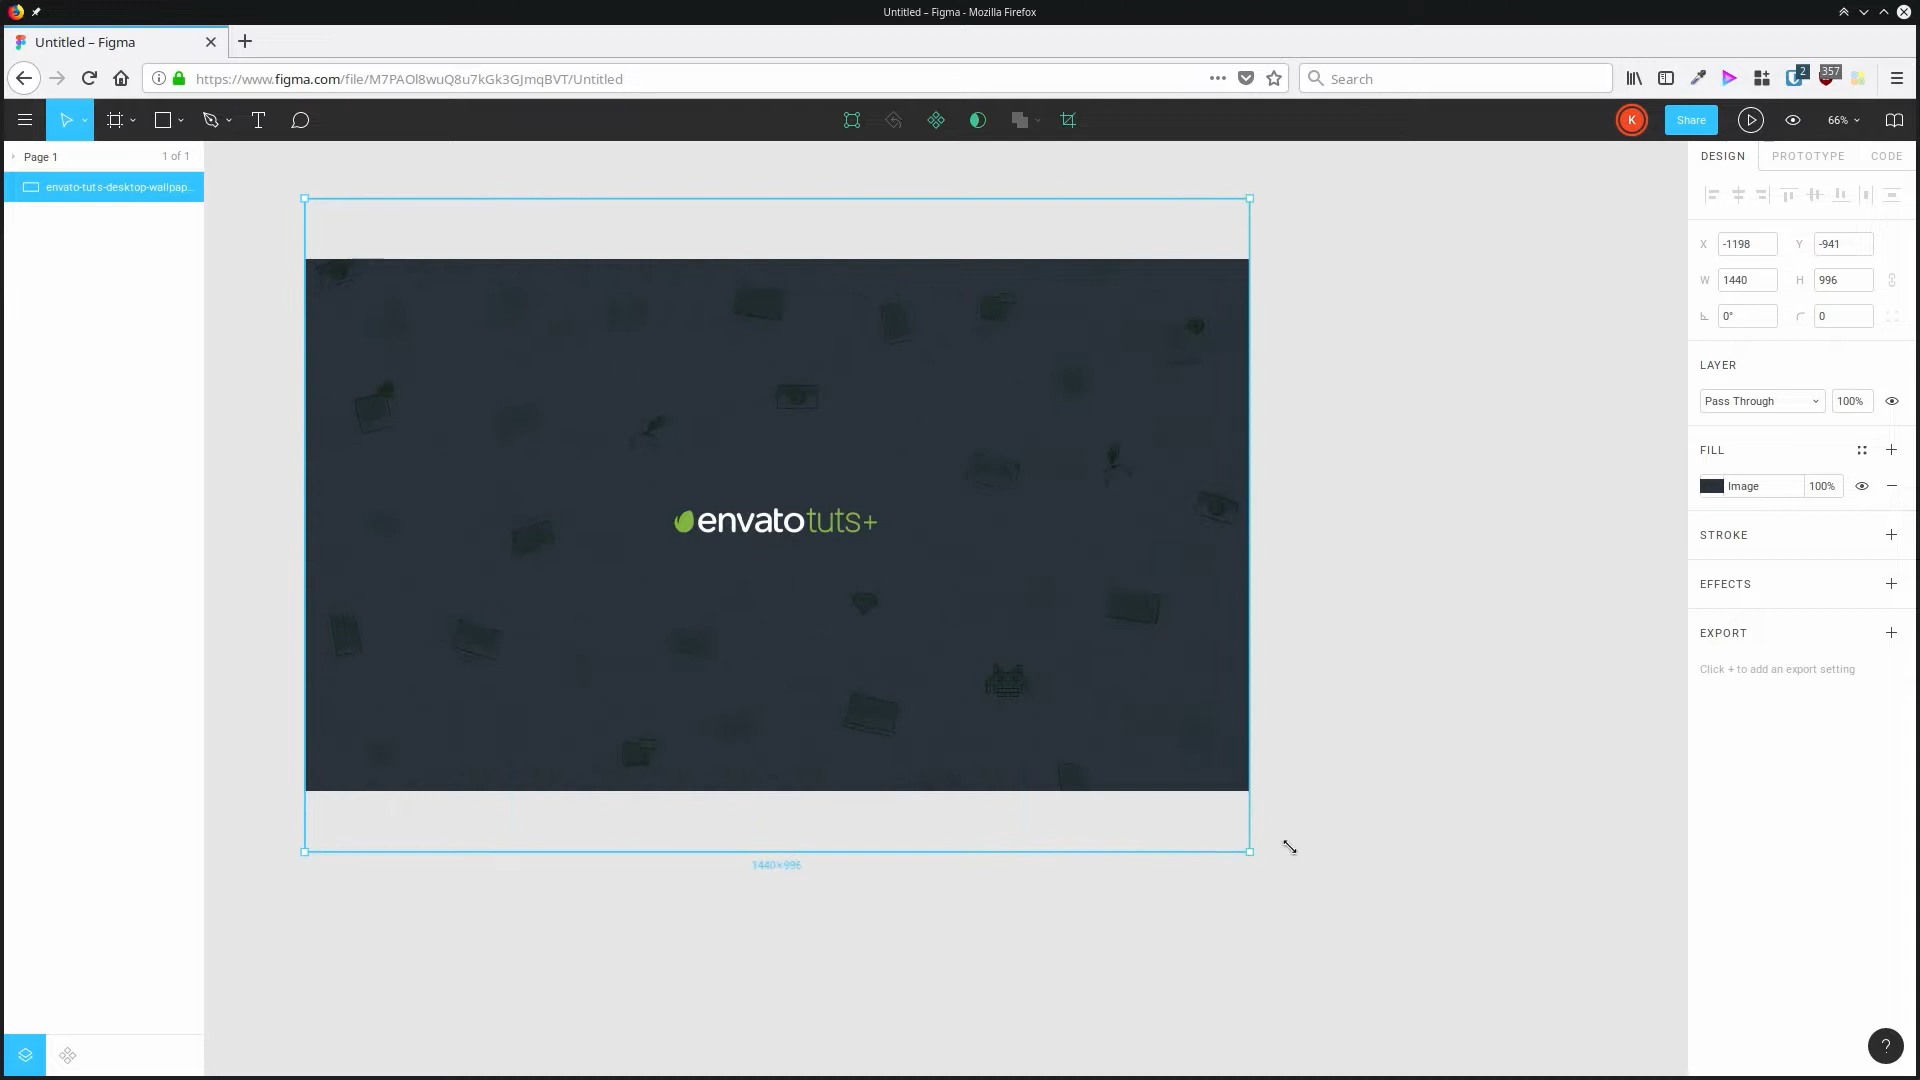 Untitled – Figma - Mozilla Firefox
Untitled – Figma
https://www.figma.com/file/M7PAOl8wuQ8u7kGk3GJmqBVT/Untitled
Search
2
357
K
Share
66%
Page 1
1 of 1
DESIGN
PROTOTYPE
CODE
envato-tuts-desktop-wallpap...
X
-1198
Y
-941
W
1440
H
996
0°
0
LAYER
Pass Through
100%
FILL
Image
100%
envatotuts+
STROKE
EFFECTS
EXPORT
Click + to add an export setting
1440×996
?